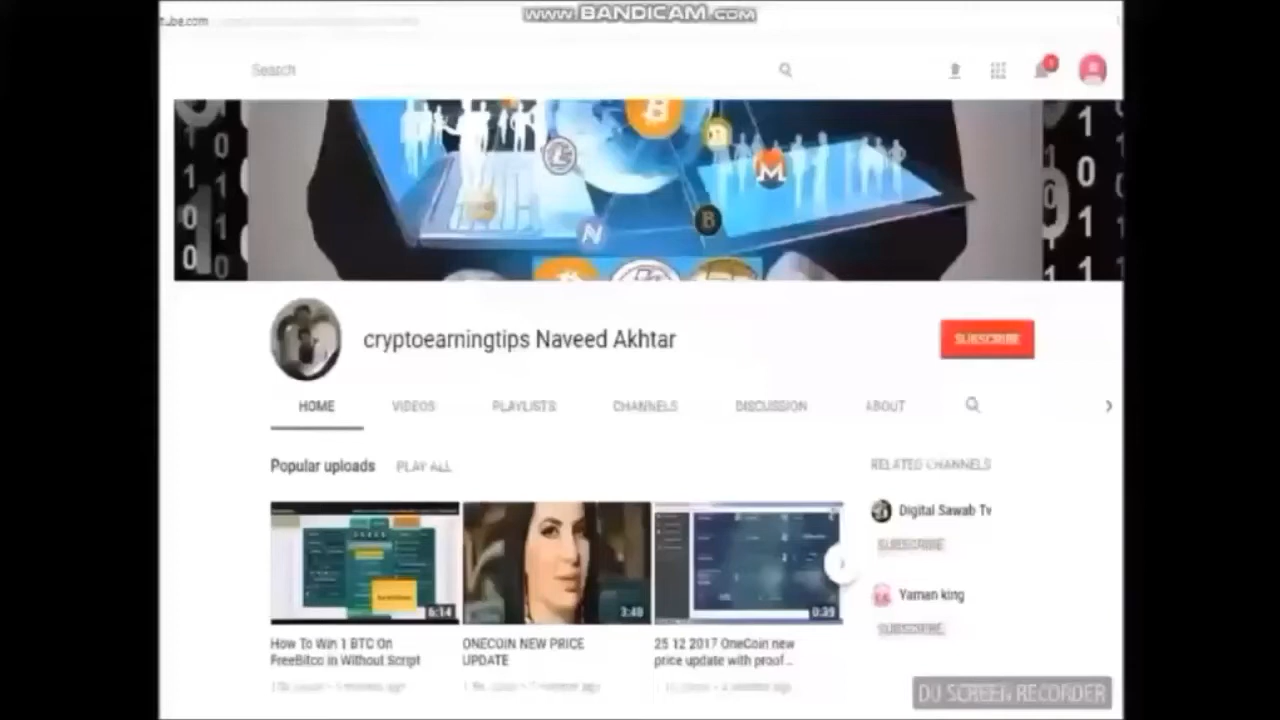 www.BANDICAM.com
tube.com
Search
cryptoearningtips Naveed Akhtar
SUBSCRIBE
HOME VIDEOS PLAYLISTS CHANNELS DISCUSSION ABOUT
Popular uploads PLAY ALL
RELATED CHANNELS
Digital Sawab Tv
SUBSCRIBE
Yaman king
SUBSCRIBE
6:14 3:40 0:39
How To Win 1 BTC On
FreeBitco in Without Script
ONECOIN NEW PRICE
UPDATE
25 12 2017 OneCoin new
price update with proof...
DU SCREEN RECORDER